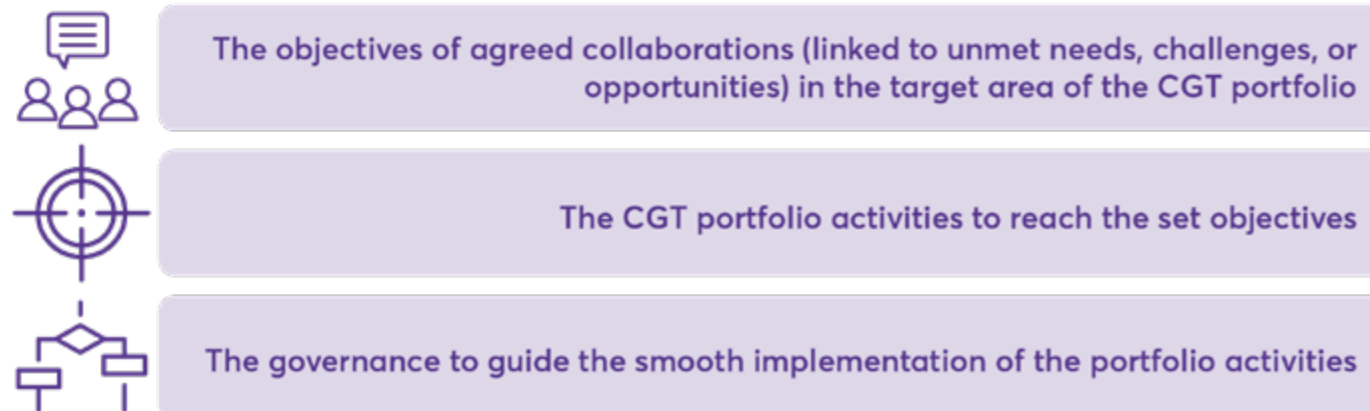 The objectives of agreed collaborations (linked to unmet needs, challenges, or
opportunities) in the target area of the CGT portfolio
The CGT portfolio activities to reach the set objectives
The governance to guide the smooth implementation of the portfolio activities